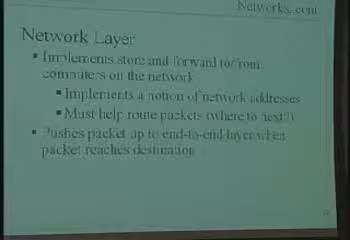 Networks, cont.
Network Layer
▪ Implements store and forward to/from
computers on the network
▪ Implements a notion of network addresses
▪ Must help route packets (where to next?)
▪ Pushes packet up to end-to-end layer when
packet reaches destination